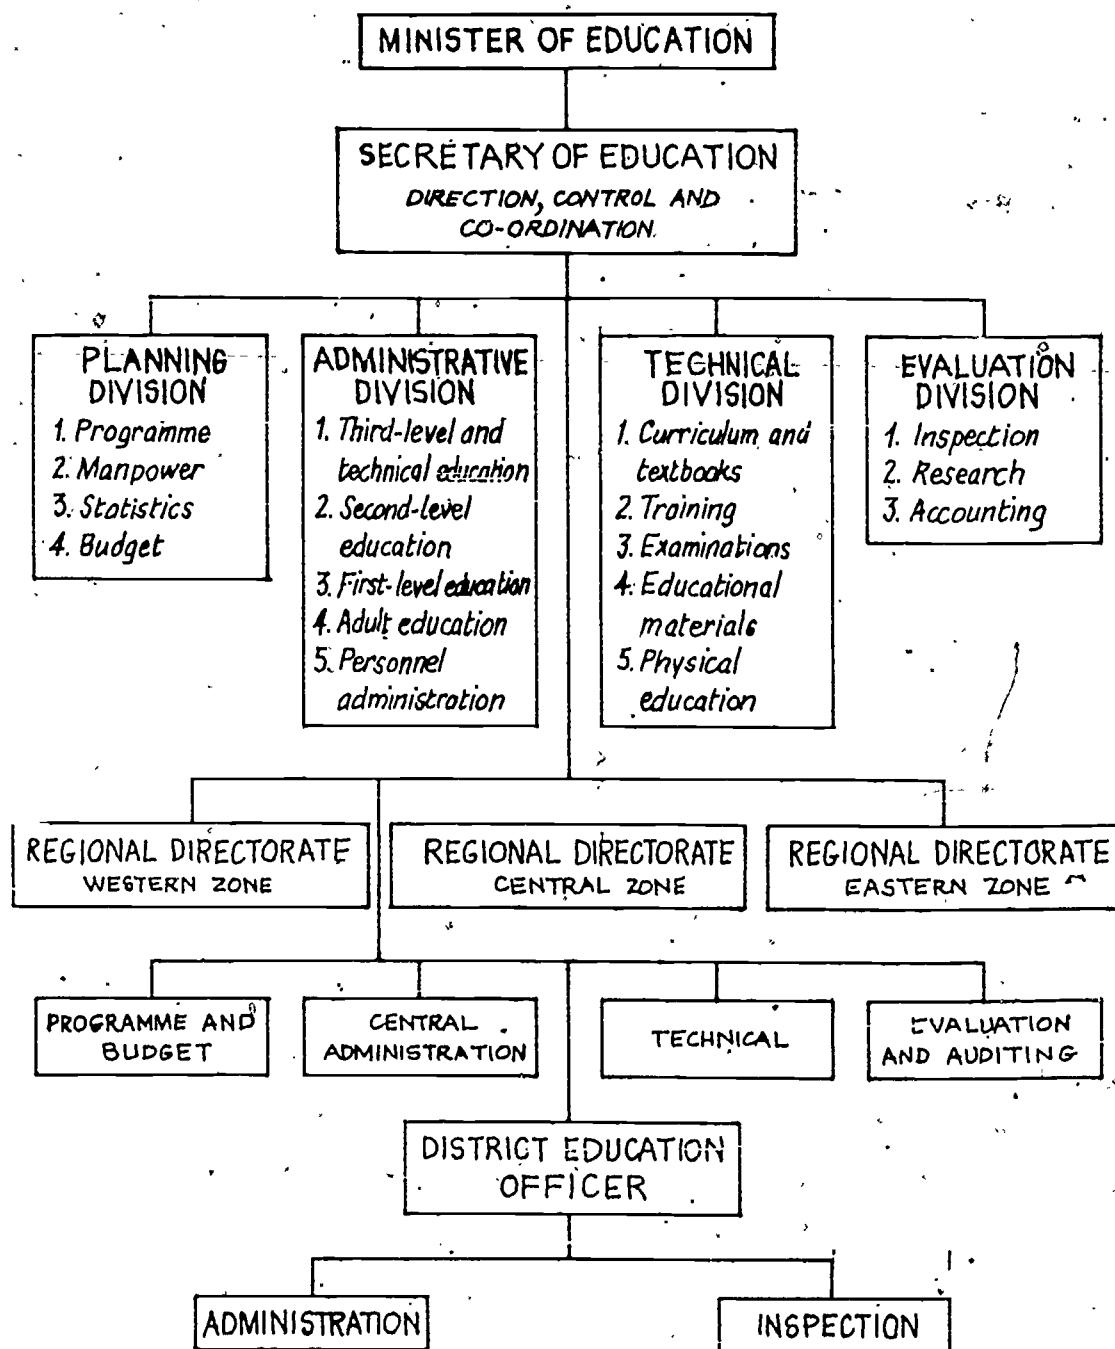 MINISTER OF EDUCATION
SECRETARY OF EDUCATION
DIRECTION, CONTROL AND
CO-ORDINATION.
PLANNING
DIVISION
1. Programme
2. Manpower
3. Statistics
4. Budget
ADMINISTRATIVE
DIVISION
1. Third-level and
technical education
2. Second-level
education
3. First-level education
4. Adult education
5. Personnel
administration
TECHNICAL
DIVISION
1. Curriculum and
textbooks
2. Training
3. Examinations
4. Educational
materials
5. Physical
education
EVALUATION
DIVISION
1. Inspection
2. Research
3. Accounting
REGIONAL DIRECTORATE
WESTERN ZONE
REGIONAL DIRECTORATE
CENTRAL ZONE
REGIONAL DIRECTORATE
EASTERN ZONE
PROGRAMME AND
BUDGET
CENTRAL
ADMINISTRATION
TECHNICAL
EVALUATION
AND AUDITING
DISTRICT EDUCATION
OFFICER
ADMINISTRATION
INSPECTION